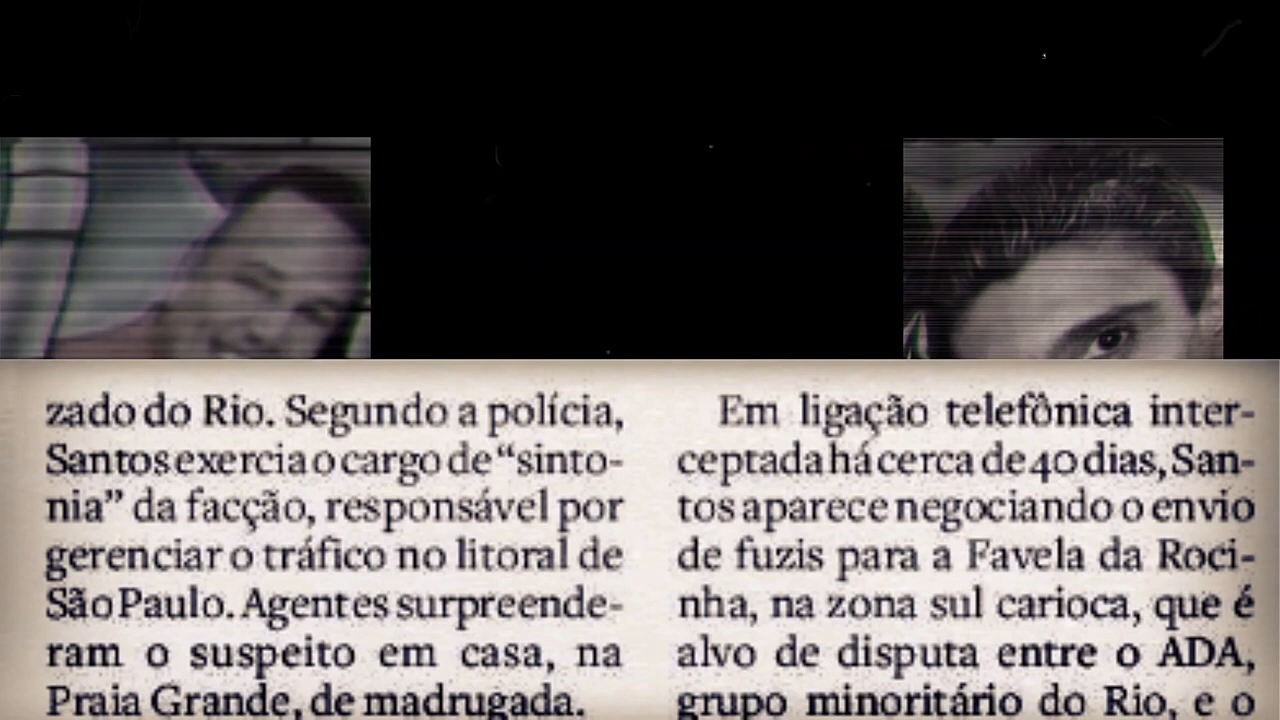 zado do Rio. Segundo a polícia,
Santos exercia o cargo de “sinto-
nia” da facção, responsável por
gerenciar o tráfico no litoral de
São Paulo. Agentes surpreende-
ram o suspeito em casa, na
Praia Grande, de madrugada.
Em ligação telefônica inter-
ceptada há cerca de 40 dias, San-
tos aparece negociando o envio
de fuzis para a Favela da Roci-
nha, na zona sul carioca, que é
alvo de disputa entre o ADA,
grupo minoritário do Rio, e o